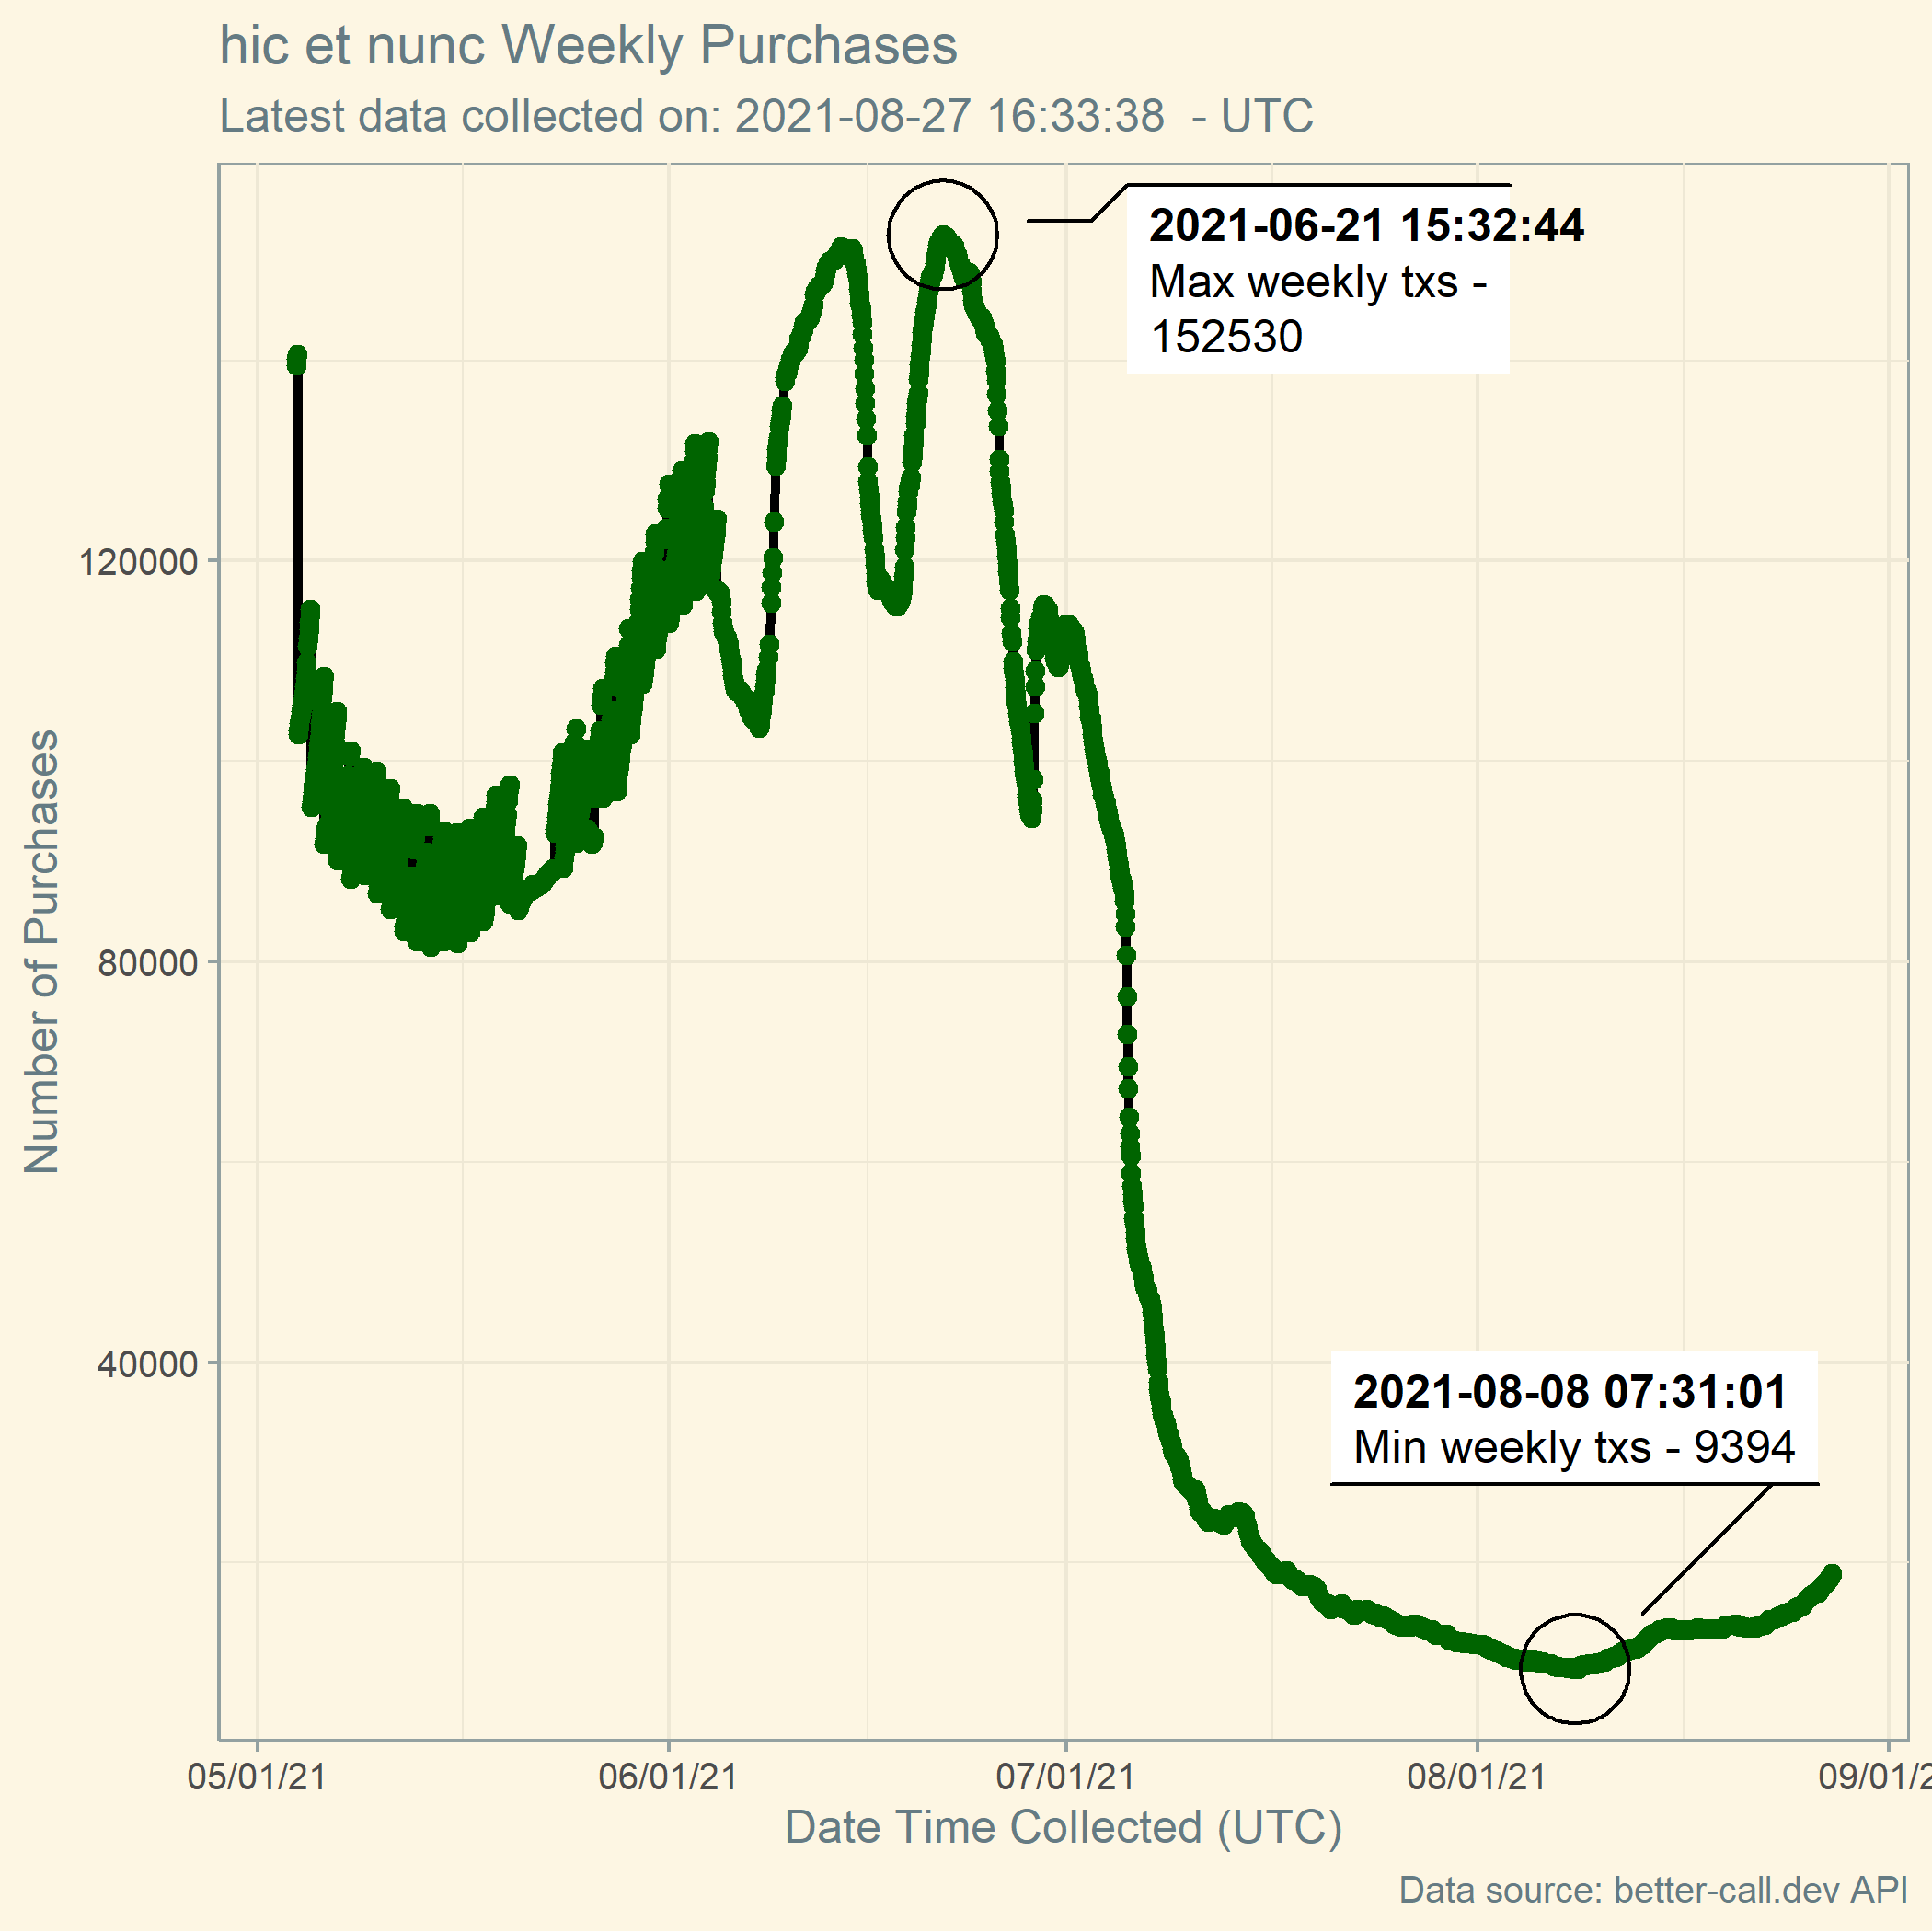 hic et nunc Weekly Purchases
Latest data collected on: 2021-08-27 16:33:38 - UTC
2021-06-21 15:32:44
Max weekly txs -
152530
120000
80000
40000
Number of Purchases
2021-08-08 07:31:01
Min weekly txs - 9394
05/01/21 06/01/21 07/01/21 08/01/21 09/01/2
Date Time Collected (UTC)
Data source: better-call.dev API